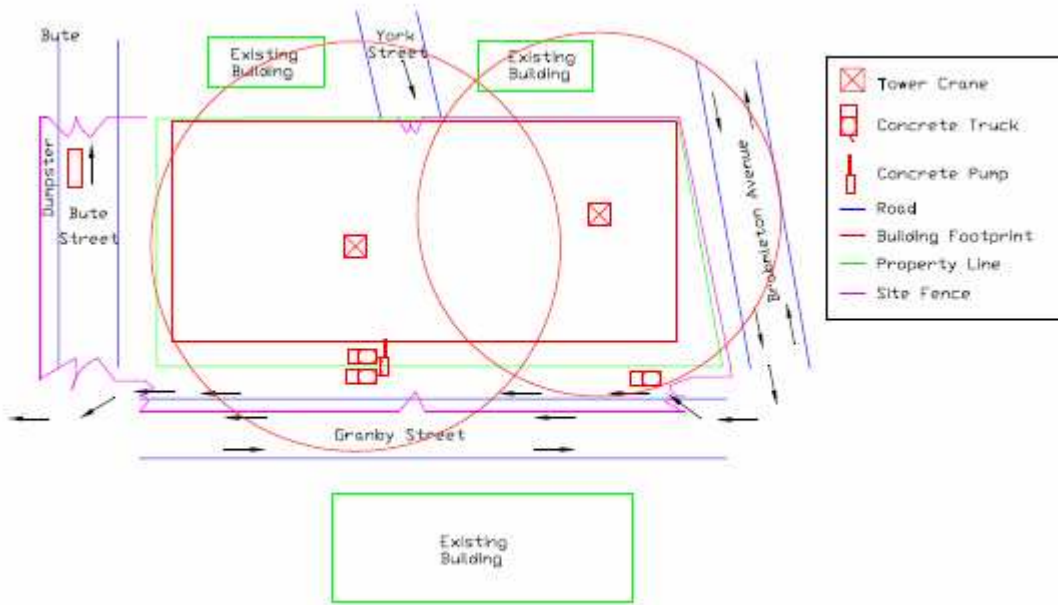 Bute
Existing
Building
York
Street
Existing
Building
Dumpster
Bute
Street
Brabmleton Avenue
Granby Street
Existing
Building
Tower Crane
Concrete Truck
Concrete Pump
Road
Building Footprint
Property Line
Site Fence